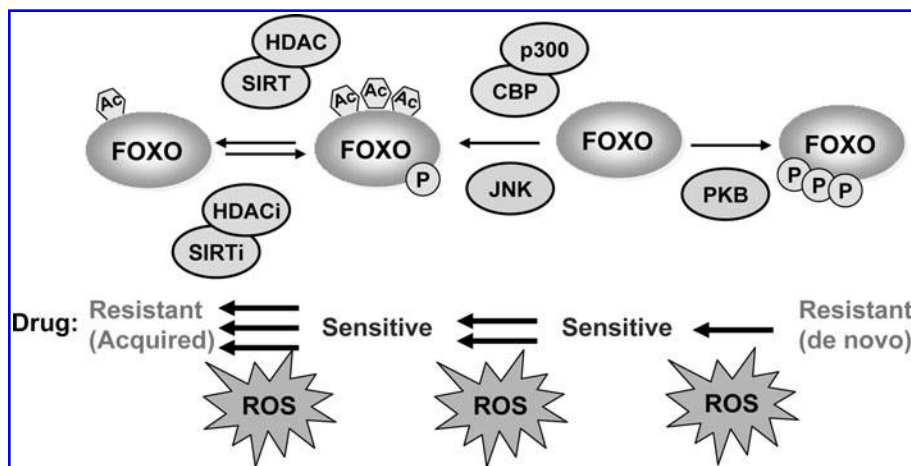 HDAC
SIRT
p300
CBP
Ac
Ac Ac Ac
FOXO
FOXO
FOXO
FOXO
P
P P P
JNK
PKB
HDACi
SIRTi
Drug: Resistant (Acquired)
Sensitive
Sensitive
Resistant (de novo)
ROS
ROS
ROS